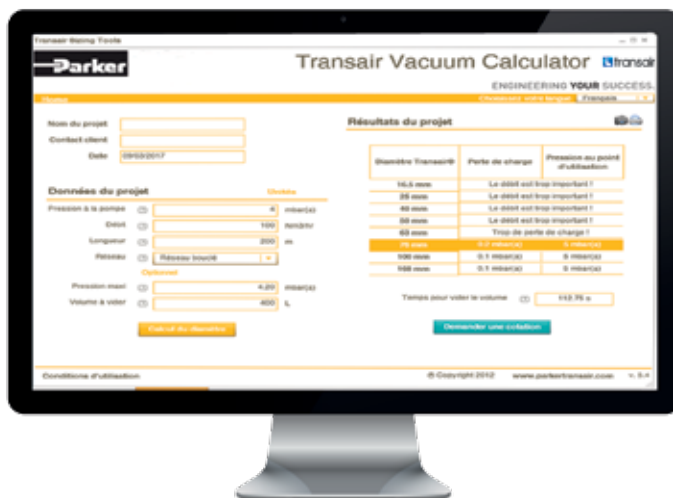 Transair Sizing Tools
Parker
Transair Vacuum Calculator transair
ENGINEERING YOUR SUCCESS.
Home
Choisissez votre langue Français
Nom du projet
Contact client
Date 09/03/2017
Données du projet Unités
Pression à la pompe 4 mbar(a)
Débit 100 Nm3/hr
Longueur 200 m
Réseau Réseau bouclé
Optionnel
Pression maxi 4.20 mbar(a)
Volume à vider 400 L
Calcul du diamètre
Résultats du projet
Diamètre Transair® Perte de charge Pression au point d'utilisation
16.5 mm Le débit est trop important !
25 mm Le débit est trop important !
40 mm Le débit est trop important !
50 mm Le débit est trop important !
63 mm Trop de perte de charge !
76 mm 0.2 mbar(a)
100 mm 0.1 mbar(a)
168 mm 0.1 mbar(a)
Temps pour vider le volume 112.75 s
Demander une cotation
Conditions d'utilisation
© Copyright 2012 www.parkertransair.com v. 5.4